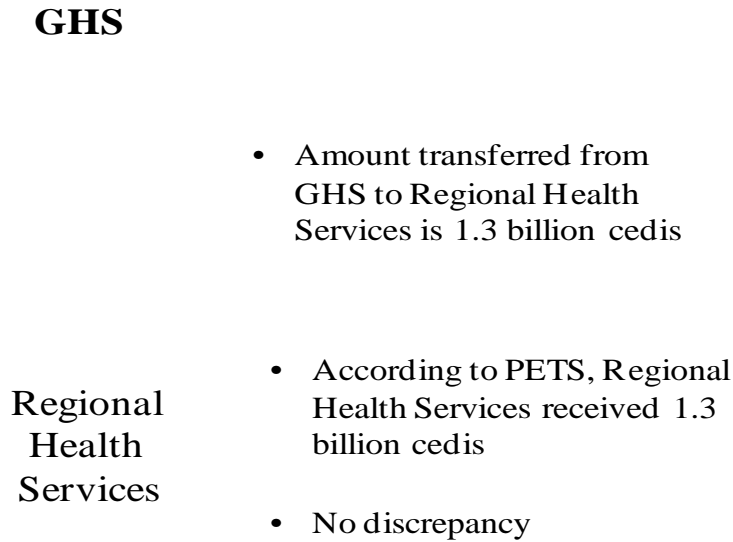 GHS
• Amount transferred from
GHS to Regional Health
Services is 1.3 billion cedis
• According to PETS, Regional
Health Services received 1.3
billion cedis
Regional
Health
Services
• No discrepancy